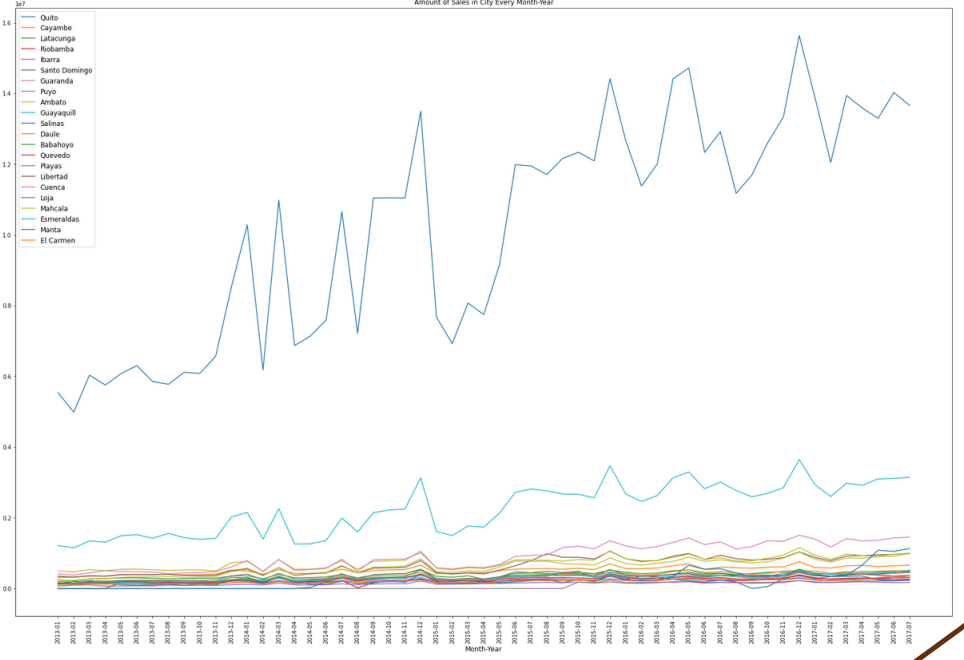 Amount of Sales in City Every Month-Year
1e7
1.6
1.4
1.2
1.0
0.8
0.6
0.4
0.2
0.0
Quito
Cayambe
Latacunga
Riobamba
Ibarra
Santo Domingo
Guaranda
Puyo
Ambato
Guayaquill
Salinas
Daule
Babahoyo
Quevedo
Playas
Libertad
Cuenca
Loja
Mahcala
Esmeraldas
Manta
El Carmen
2013-01
2013-02
2013-03
2013-04
2013-05
2013-06
2013-07
2013-08
2013-09
2013-10
2013-11
2013-12
2014-01
2014-02
2014-03
2014-04
2014-05
2014-06
2014-07
2014-08
2014-09
2014-10
2014-11
2014-12
2015-01
2015-02
2015-03
2015-04
2015-05
2015-06
2015-07
2015-08
2015-09
2015-10
2015-11
2015-12
2016-01
2016-02
2016-03
2016-04
2016-05
2016-06
2016-07
2016-08
2016-09
2016-10
2016-11
2016-12
2017-01
2017-02
2017-03
2017-04
2017-05
2017-06
2017-07
Month-Year